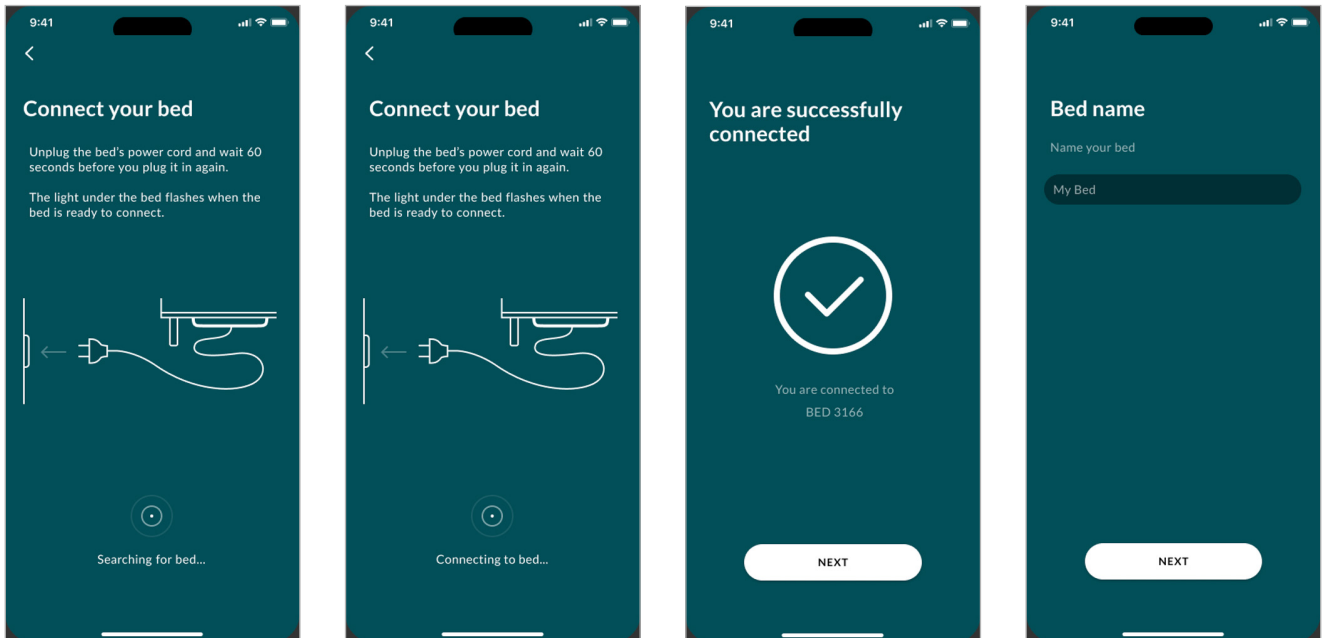 9:41
Connect your bed
Unplug the bed's power cord and wait 60
seconds before you plug it in again.
The light under the bed flashes when the
bed is ready to connect.
Searching for bed...
9:41
Connect your bed
Unplug the bed's power cord and wait 60
seconds before you plug it in again.
The light under the bed flashes when the
bed is ready to connect.
Connecting to bed...
9:41
You are successfully
connected
You are connected to
BED 3166
NEXT
9:41
Bed name
Name your bed
My Bed
NEXT